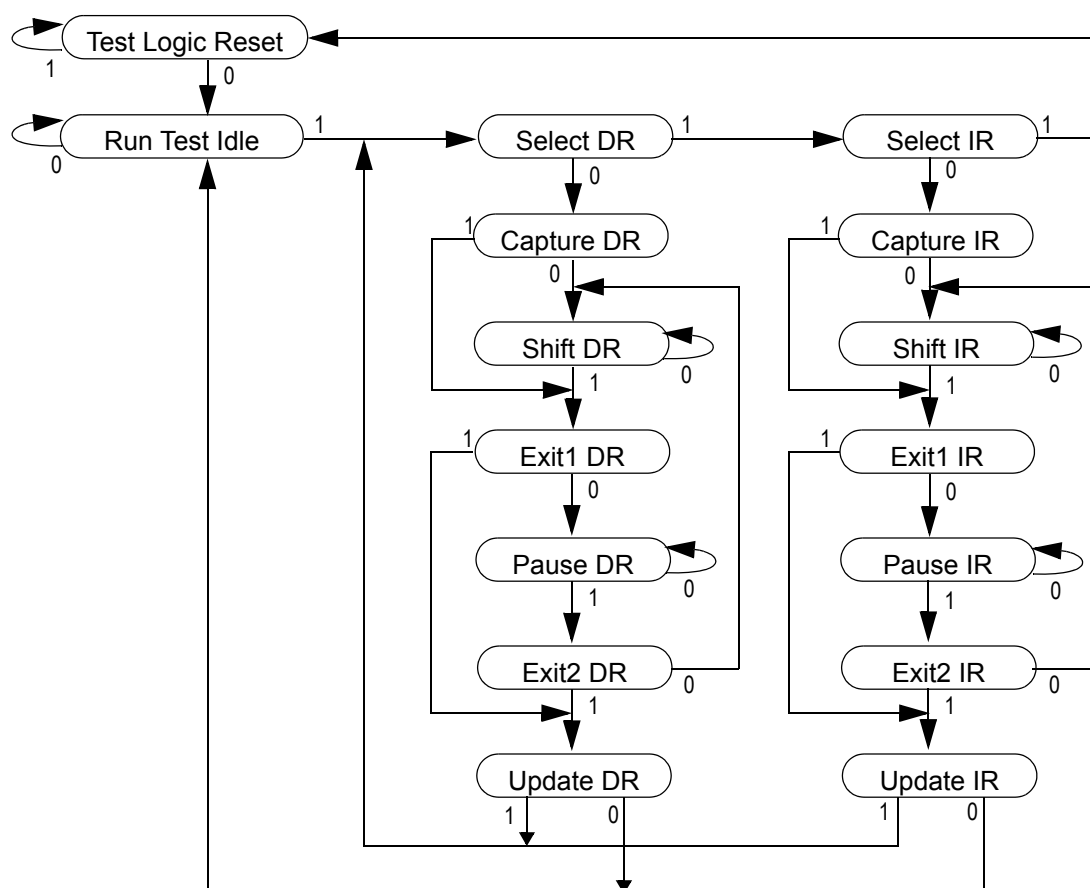 Test Logic Reset
1
0
Run Test Idle
1
0
Select DR
1
0
Select IR
1
0
1
Capture DR
0
1
Capture IR
0
Shift DR
0
1
Shift IR
0
1
1
Exit1 DR
0
1
Exit1 IR
0
Pause DR
0
1
Pause IR
0
1
Exit2 DR
0
1
Exit2 IR
0
1
Update DR
1
0
Update IR
1
0